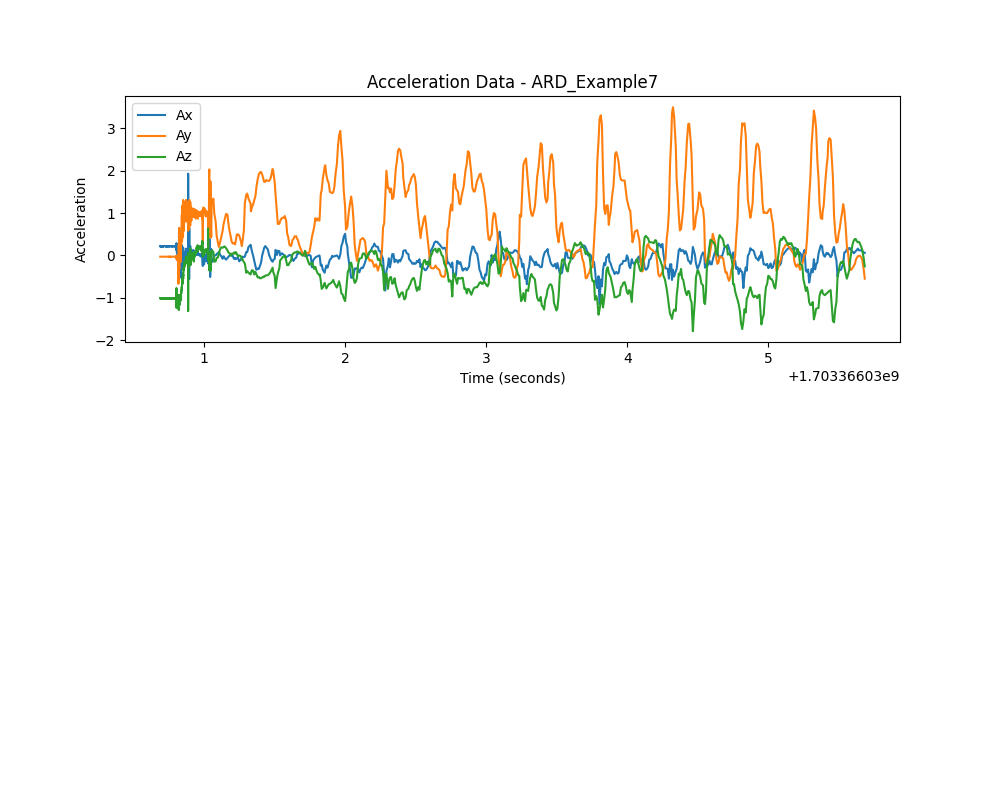 Acceleration Data - ARD_Example7
Ax
Ay
Az
3
2
1
0
−1
−2
Acceleration
1
2
3
4
5
Time (seconds)
+1.70336603e9